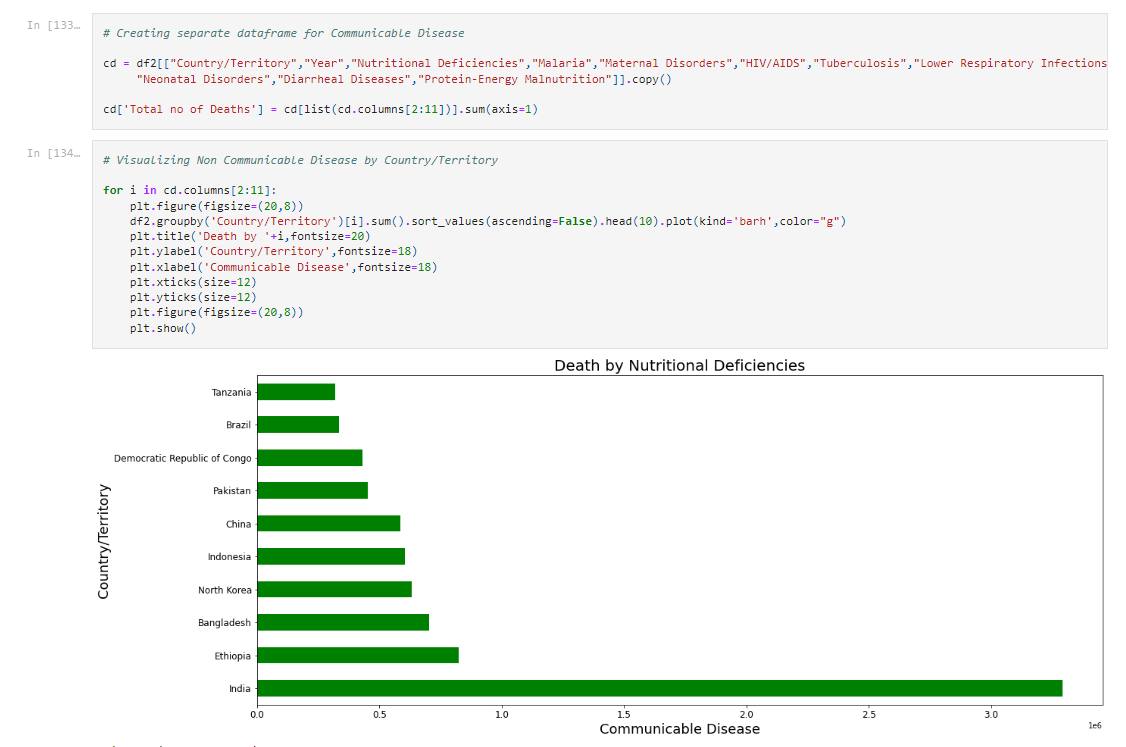 In [133…
# Creating separate dataframe for Communicable Disease
cd = df2[["Country/Territory","Year","Nutritional Deficiencies","Malaria","Maternal Disorders","HIV/AIDS","Tuberculosis","Lower Respiratory Infections
"Neonatal Disorders","Diarrheal Diseases","Protein-Energy Malnutrition"]].copy()
cd['Total no of Deaths'] = cd[list(cd.columns[2:11])].sum(axis=1)
In [134…
# Visualizing Non Communicable Disease by Country/Territory
for i in cd.columns[2:11]:
plt.figure(figsize=(20,8))
df2.groupby('Country/Territory')[i].sum().sort_values(ascending=False).head(10).plot(kind='barh',color="g")
plt.title('Death by '+i,fontsize=20)
plt.ylabel('Country/Territory',fontsize=18)
plt.xlabel('Communicable Disease',fontsize=18)
plt.xticks(size=12)
plt.yticks(size=12)
plt.figure(figsize=(20,8))
plt.show()
Death by Nutritional Deficiencies
Tanzania
Brazil
Democratic Republic of Congo
Pakistan
China
Indonesia
North Korea
Bangladesh
Ethiopia
India
Country/Territory
0.0 0.5 1.0 1.5 2.0 2.5 3.0
1e6
Communicable Disease